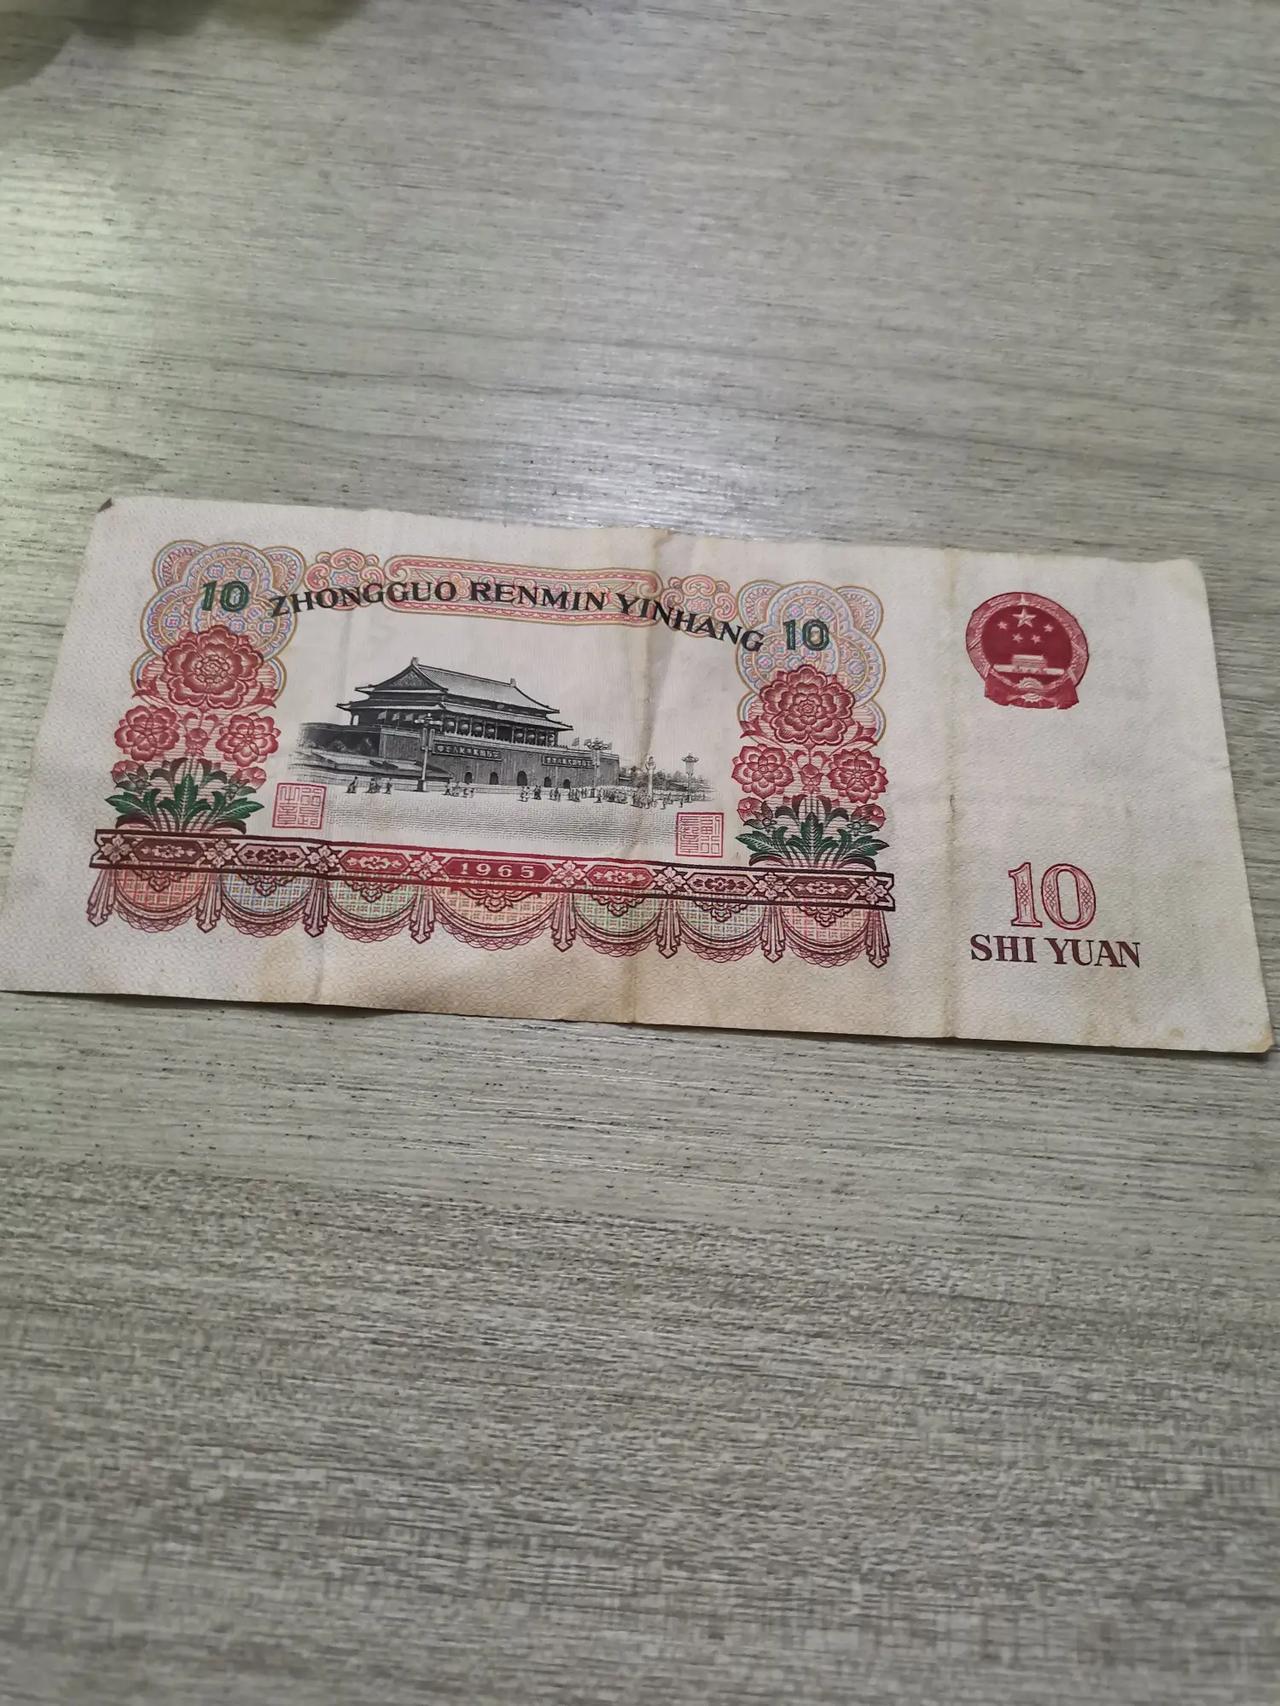 10 ZHONGGUO RENMIN YINHANG 10
1965
10
SHI YUAN